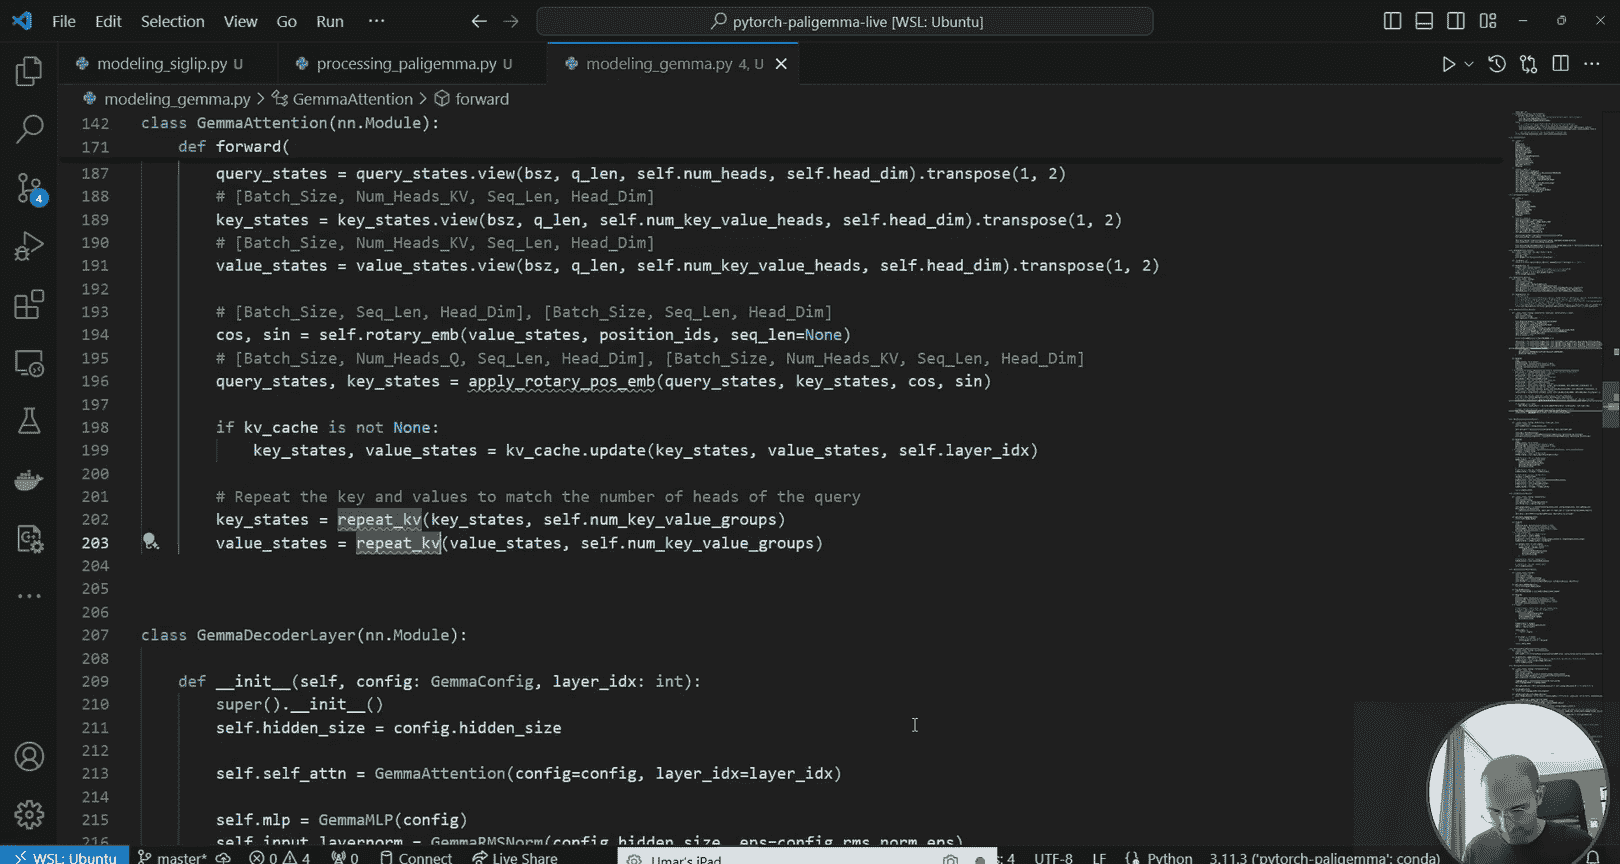 File Edit Selection View Go Run ··· pytorch-paligemma-live [WSL: Ubuntu]
modeling_siglip.py U processing_paligemma.py U modeling_gemma.py 4, U
modeling_gemma.py > GemmaAttention > forward
142 class GemmaAttention(nn.Module):
171 def forward(
187 query_states = query_states.view(bsz, q_len, self.num_heads, self.head_dim).transpose(1, 2)
188 # [Batch_Size, Num_Heads_KV, Seq_Len, Head_Dim]
189 key_states = key_states.view(bsz, q_len, self.num_key_value_heads, self.head_dim).transpose(1, 2)
190 # [Batch_Size, Num_Heads_KV, Seq_Len, Head_Dim]
191 value_states = value_states.view(bsz, q_len, self.num_key_value_heads, self.head_dim).transpose(1, 2)
192
193 # [Batch_Size, Seq_Len, Head_Dim], [Batch_Size, Seq_Len, Head_Dim]
194 cos, sin = self.rotary_emb(value_states, position_ids, seq_len=None)
195 # [Batch_Size, Num_Heads_Q, Seq_Len, Head_Dim], [Batch_Size, Num_Heads_KV, Seq_Len, Head_Dim]
196 query_states, key_states = apply_rotary_pos_emb(query_states, key_states, cos, sin)
197
198 if kv_cache is not None:
199 key_states, value_states = kv_cache.update(key_states, value_states, self.layer_idx)
200
201 # Repeat the key and values to match the number of heads of the query
202 key_states = repeat_kv(key_states, self.num_key_value_groups)
203 value_states = repeat_kv(value_states, self.num_key_value_groups)
204
205
206
207 class GemmaDecoderLayer(nn.Module):
208
209 def __init__(self, config: GemmaConfig, layer_idx: int):
210 super().__init__()
211 self.hidden_size = config.hidden_size
212
213 self.self_attn = GemmaAttention(config=config, layer_idx=layer_idx)
214
215 self.mlp = GemmaMLP(config)
216 self.input_layernorm = GemmaRMSNorm(config.hidden_size, eps=config.rms_norm_eps)
4
WSL: Ubuntu master* 0 4 0 Connect Live Share Umar's iPad s: 4 UTF-8 LF Python 3.11.3 ('pytorch-paligemma': conda)